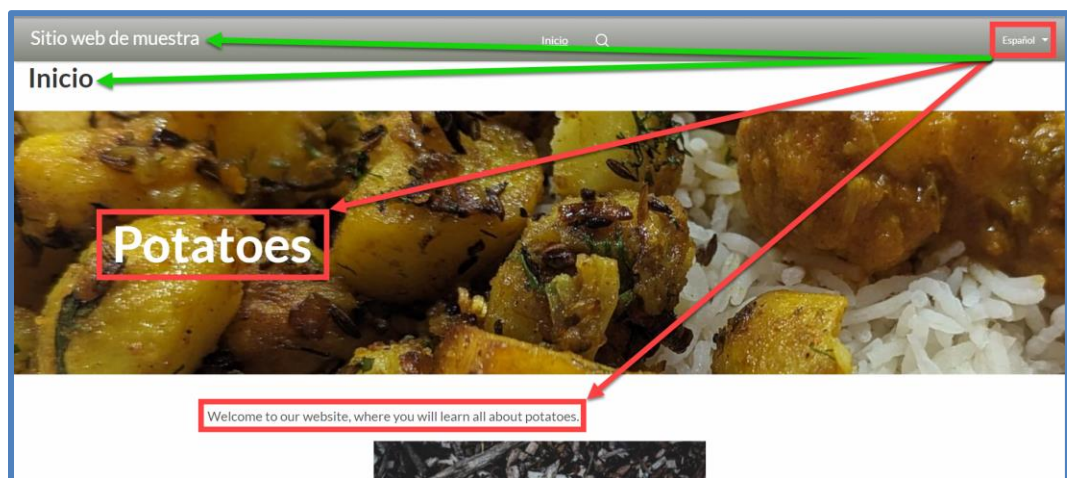 Sitio web de muestra
Inicio
Español
Inicio
Potatoes
Welcome to our website, where you will learn all about potatoes.